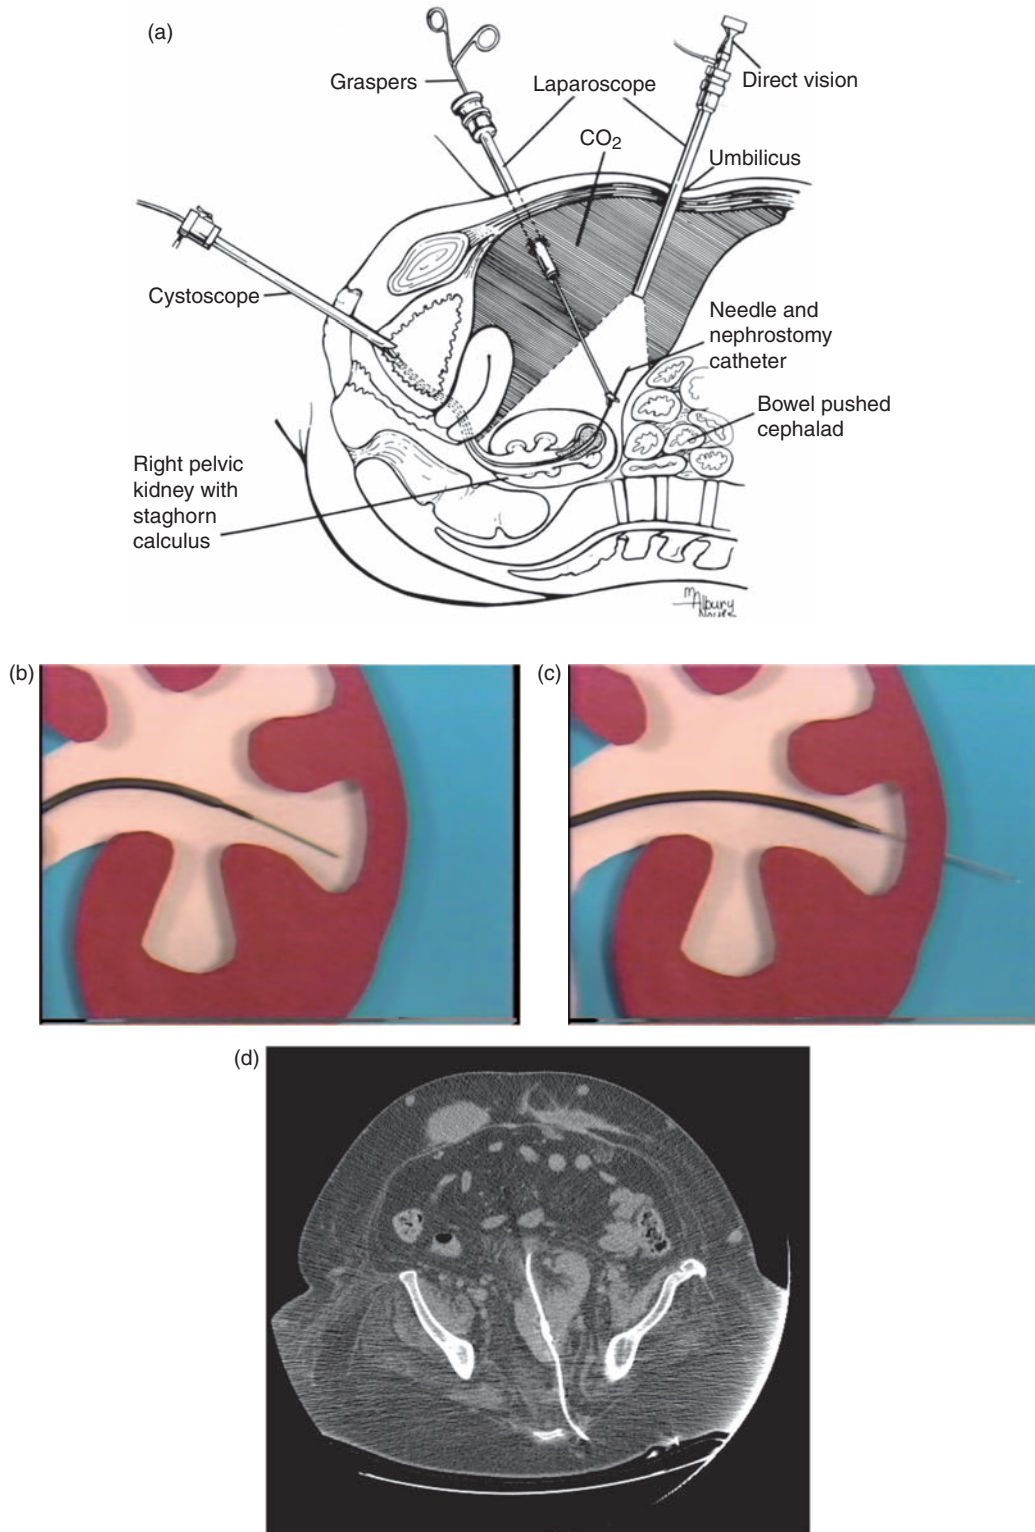 (a)
Graspers
Laparoscope
Direct vision
CO2
Umbilicus
Cystoscope
Needle and
nephrostomy
catheter
Bowel pushed
cephalad
Right pelvic
kidney with
staghorn
calculus
Albury
(b)
(c)
(d)